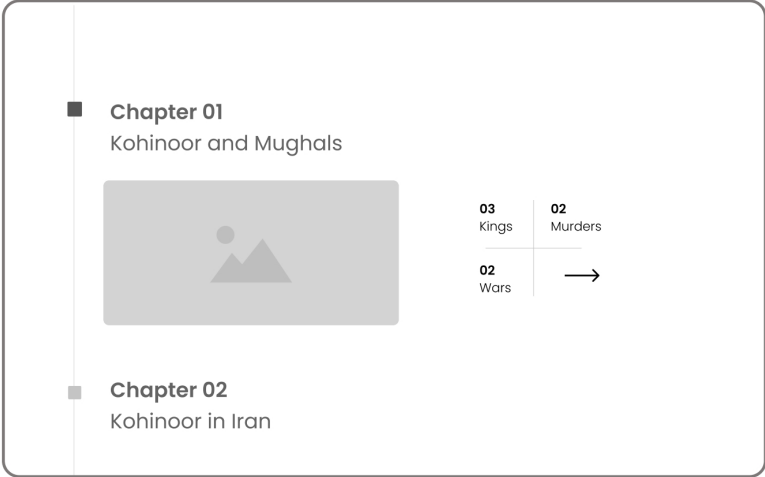 Chapter 01
Kohinoor and Mughals
03
Kings
02
Murders
02
Wars
Chapter 02
Kohinoor in Iran